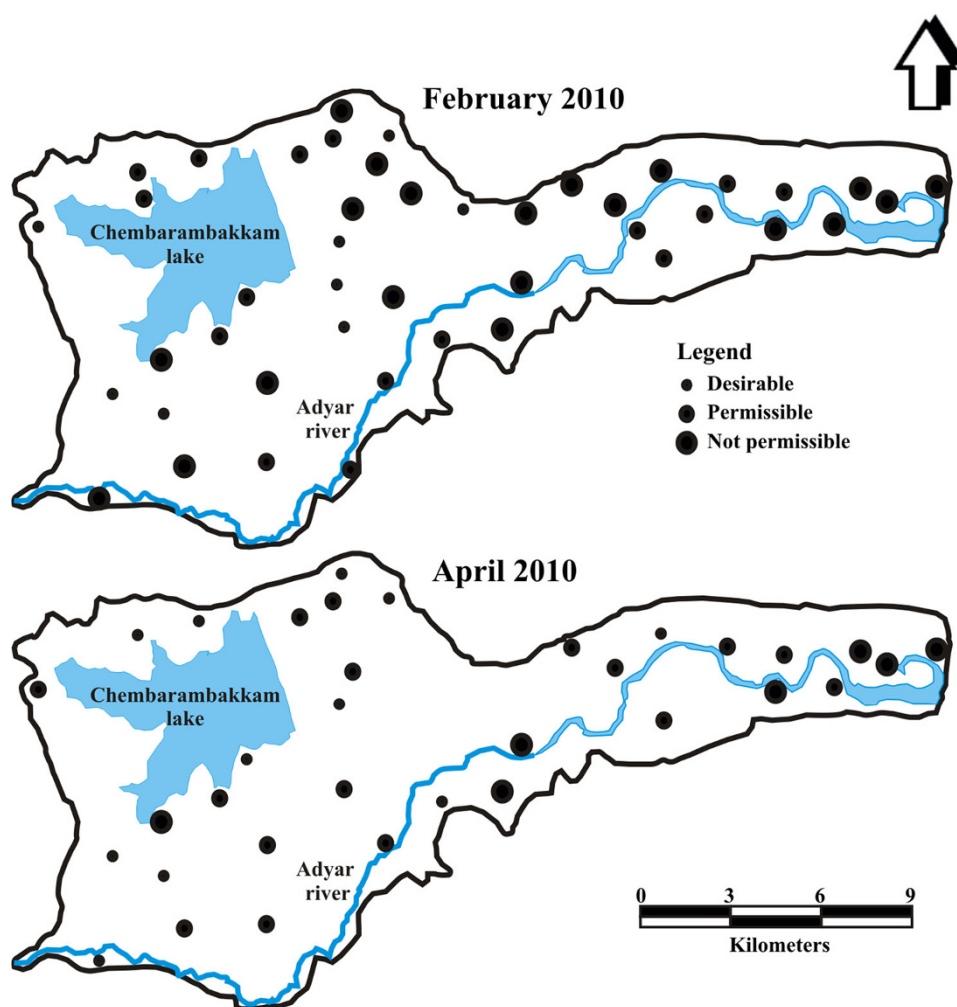 February 2010
Chembarambakkam
lake
Legend
Desirable
Permissible
Not permissible
Adyar
river
April 2010
Chembarambakkam
lake
Adyar
river
0 3 6 9
Kilometers